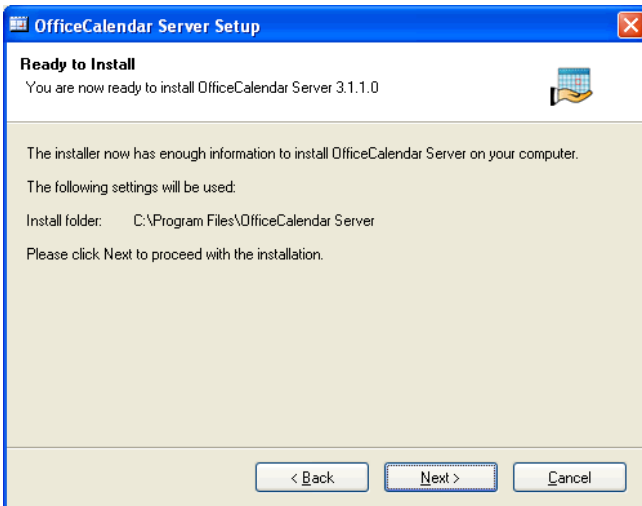 OfficeCalendar Server Setup
Ready to Install
You are now ready to install OfficeCalendar Server 3.1.1.0
The installer now has enough information to install OfficeCalendar Server on your computer.
The following settings will be used:
Install folder: C:\Program Files\OfficeCalendar Server
Please click Next to proceed with the installation.
< Back Next > Cancel